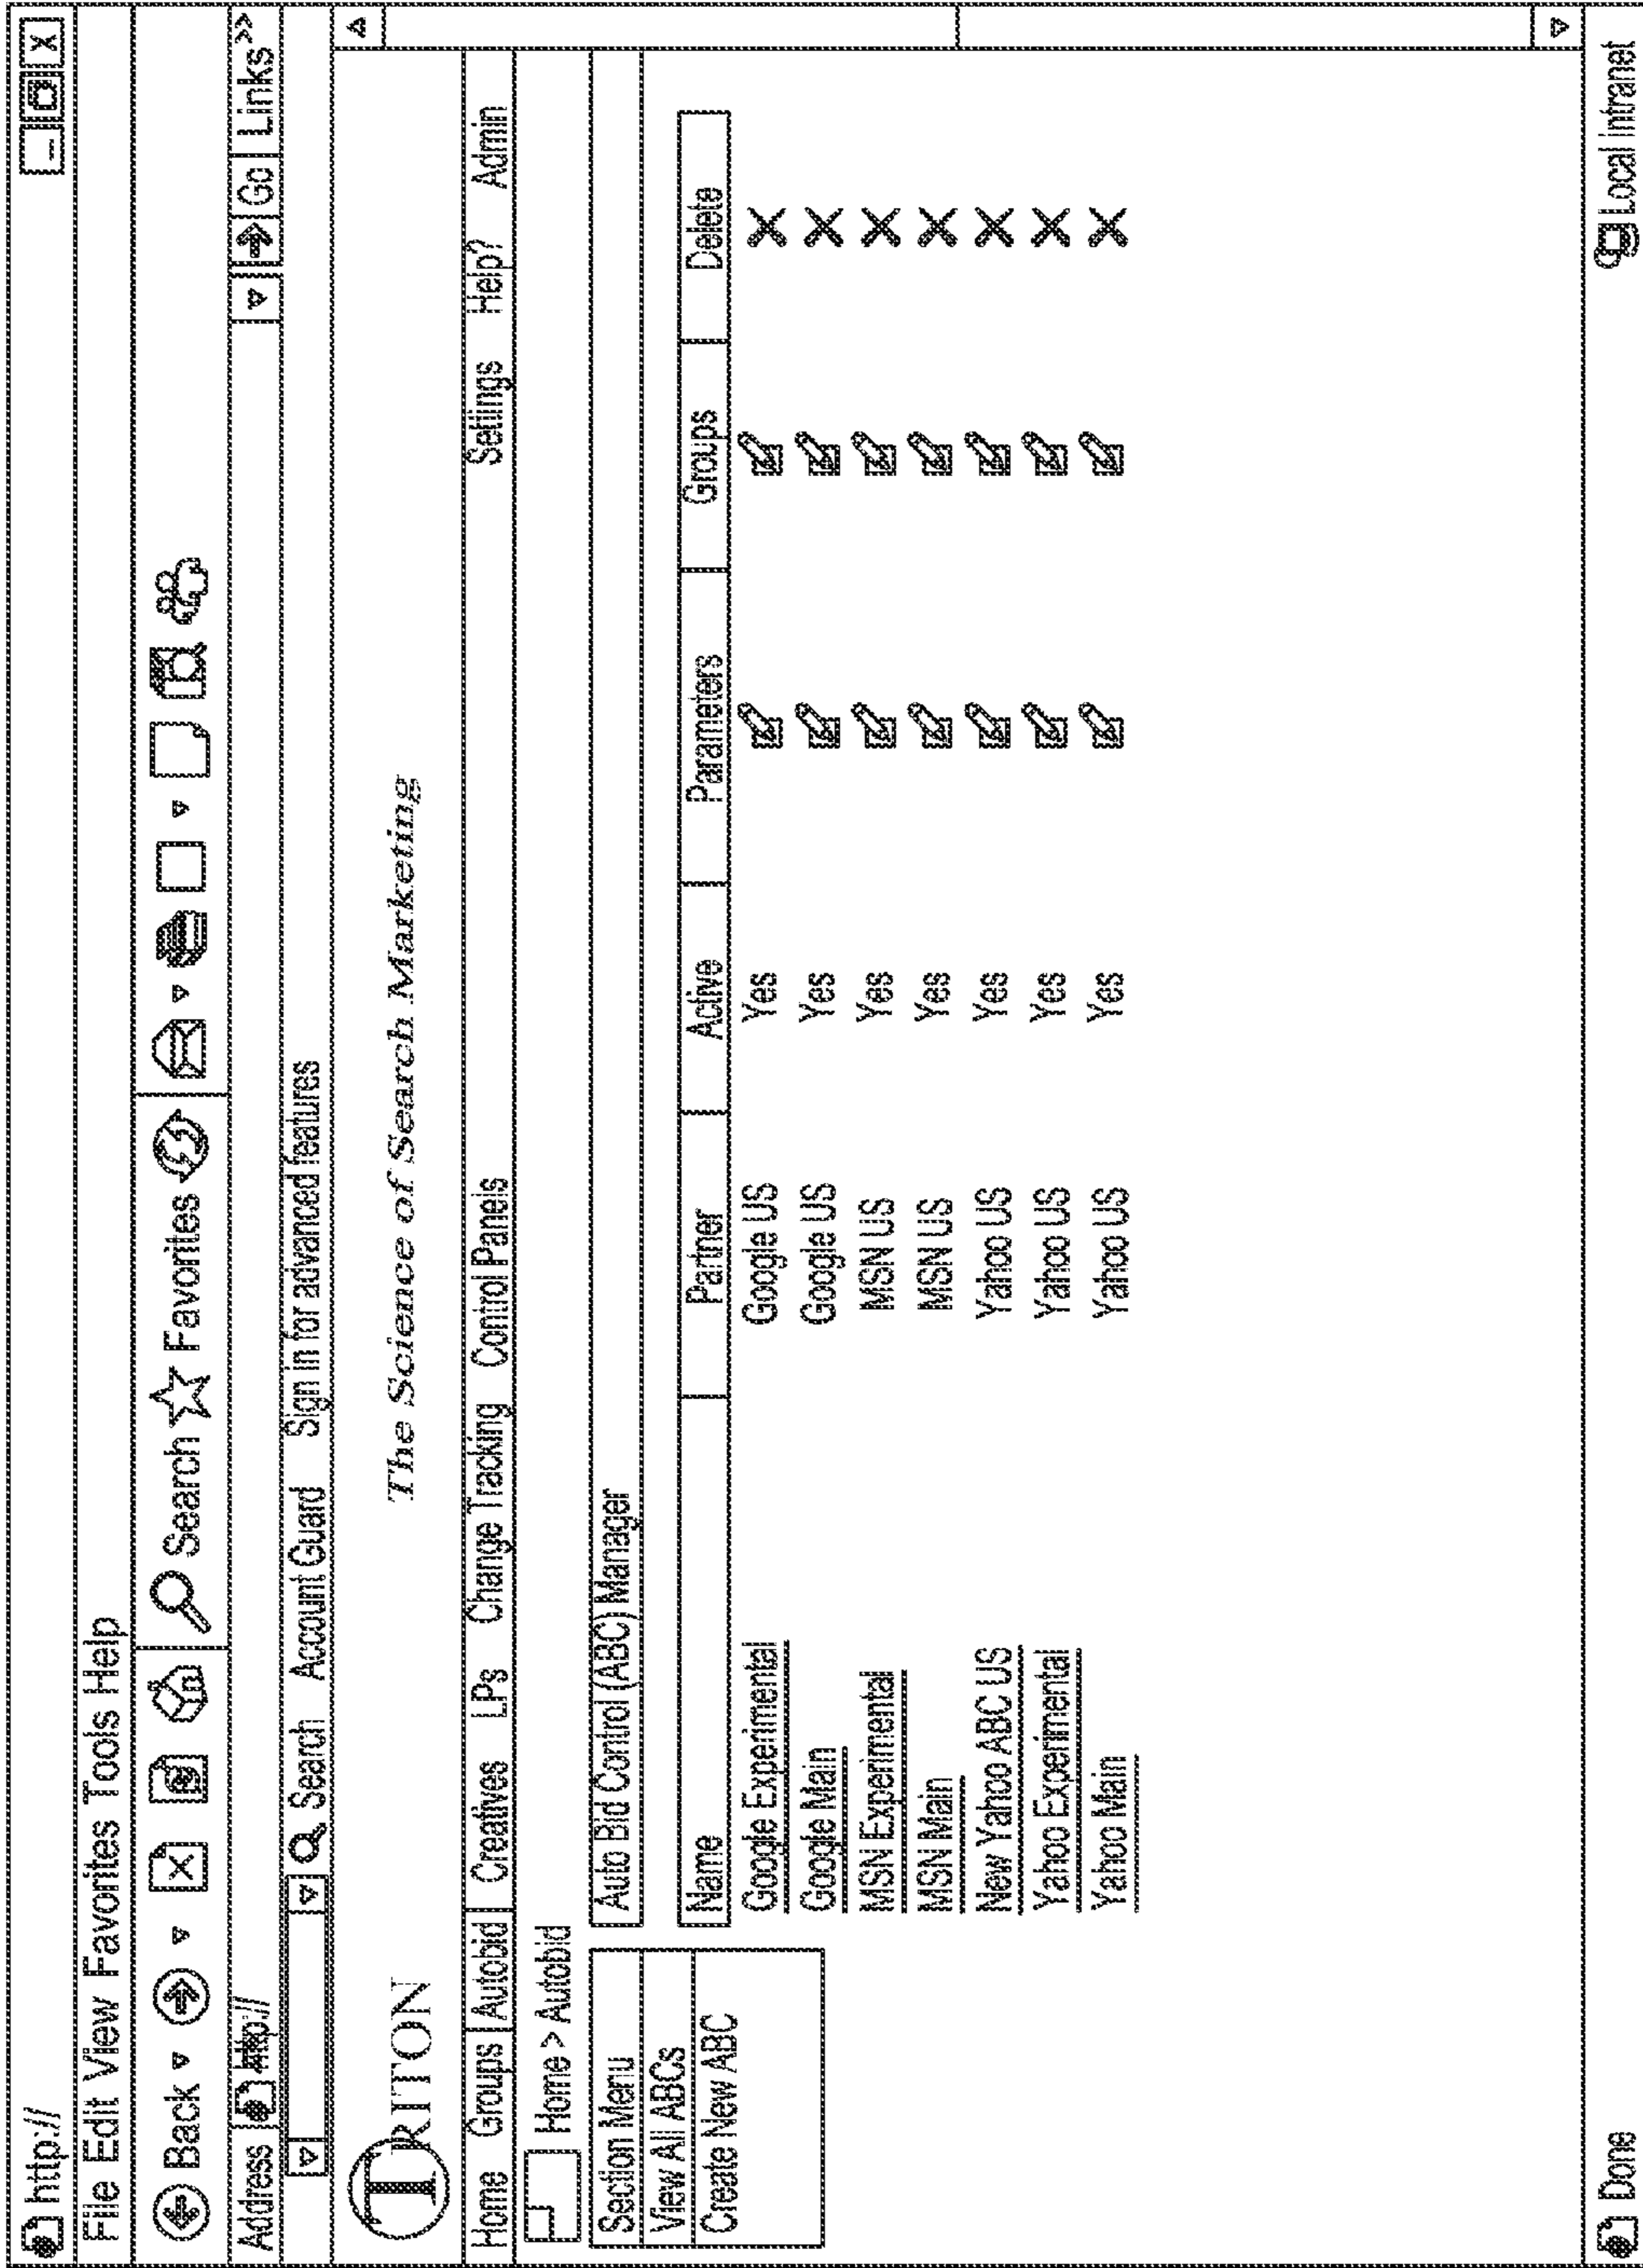 http://
File Edit View Favorites Tools Help
Back Search Favorites
Address http:// Go Links »
Search Account Guard Sign in for advanced features
TRITON The Science of Search Marketing
Home Groups Autobid Creatives LPs Change Tracking Control Panels Settings Help? Admin
Home > Autobid
Section Menu
View All ABCs
Create New ABC
Auto Bid Control (ABC) Manager
Name Partner Active Parameters Groups Delete
Google Experimental Google US Yes
Google Main Google US Yes
MSN Experimental MSN US Yes
MSN Main MSN US Yes
New Yahoo ABC US Yahoo US Yes
Yahoo Experimental Yahoo US Yes
Yahoo Main Yahoo US Yes
Done Local intranet